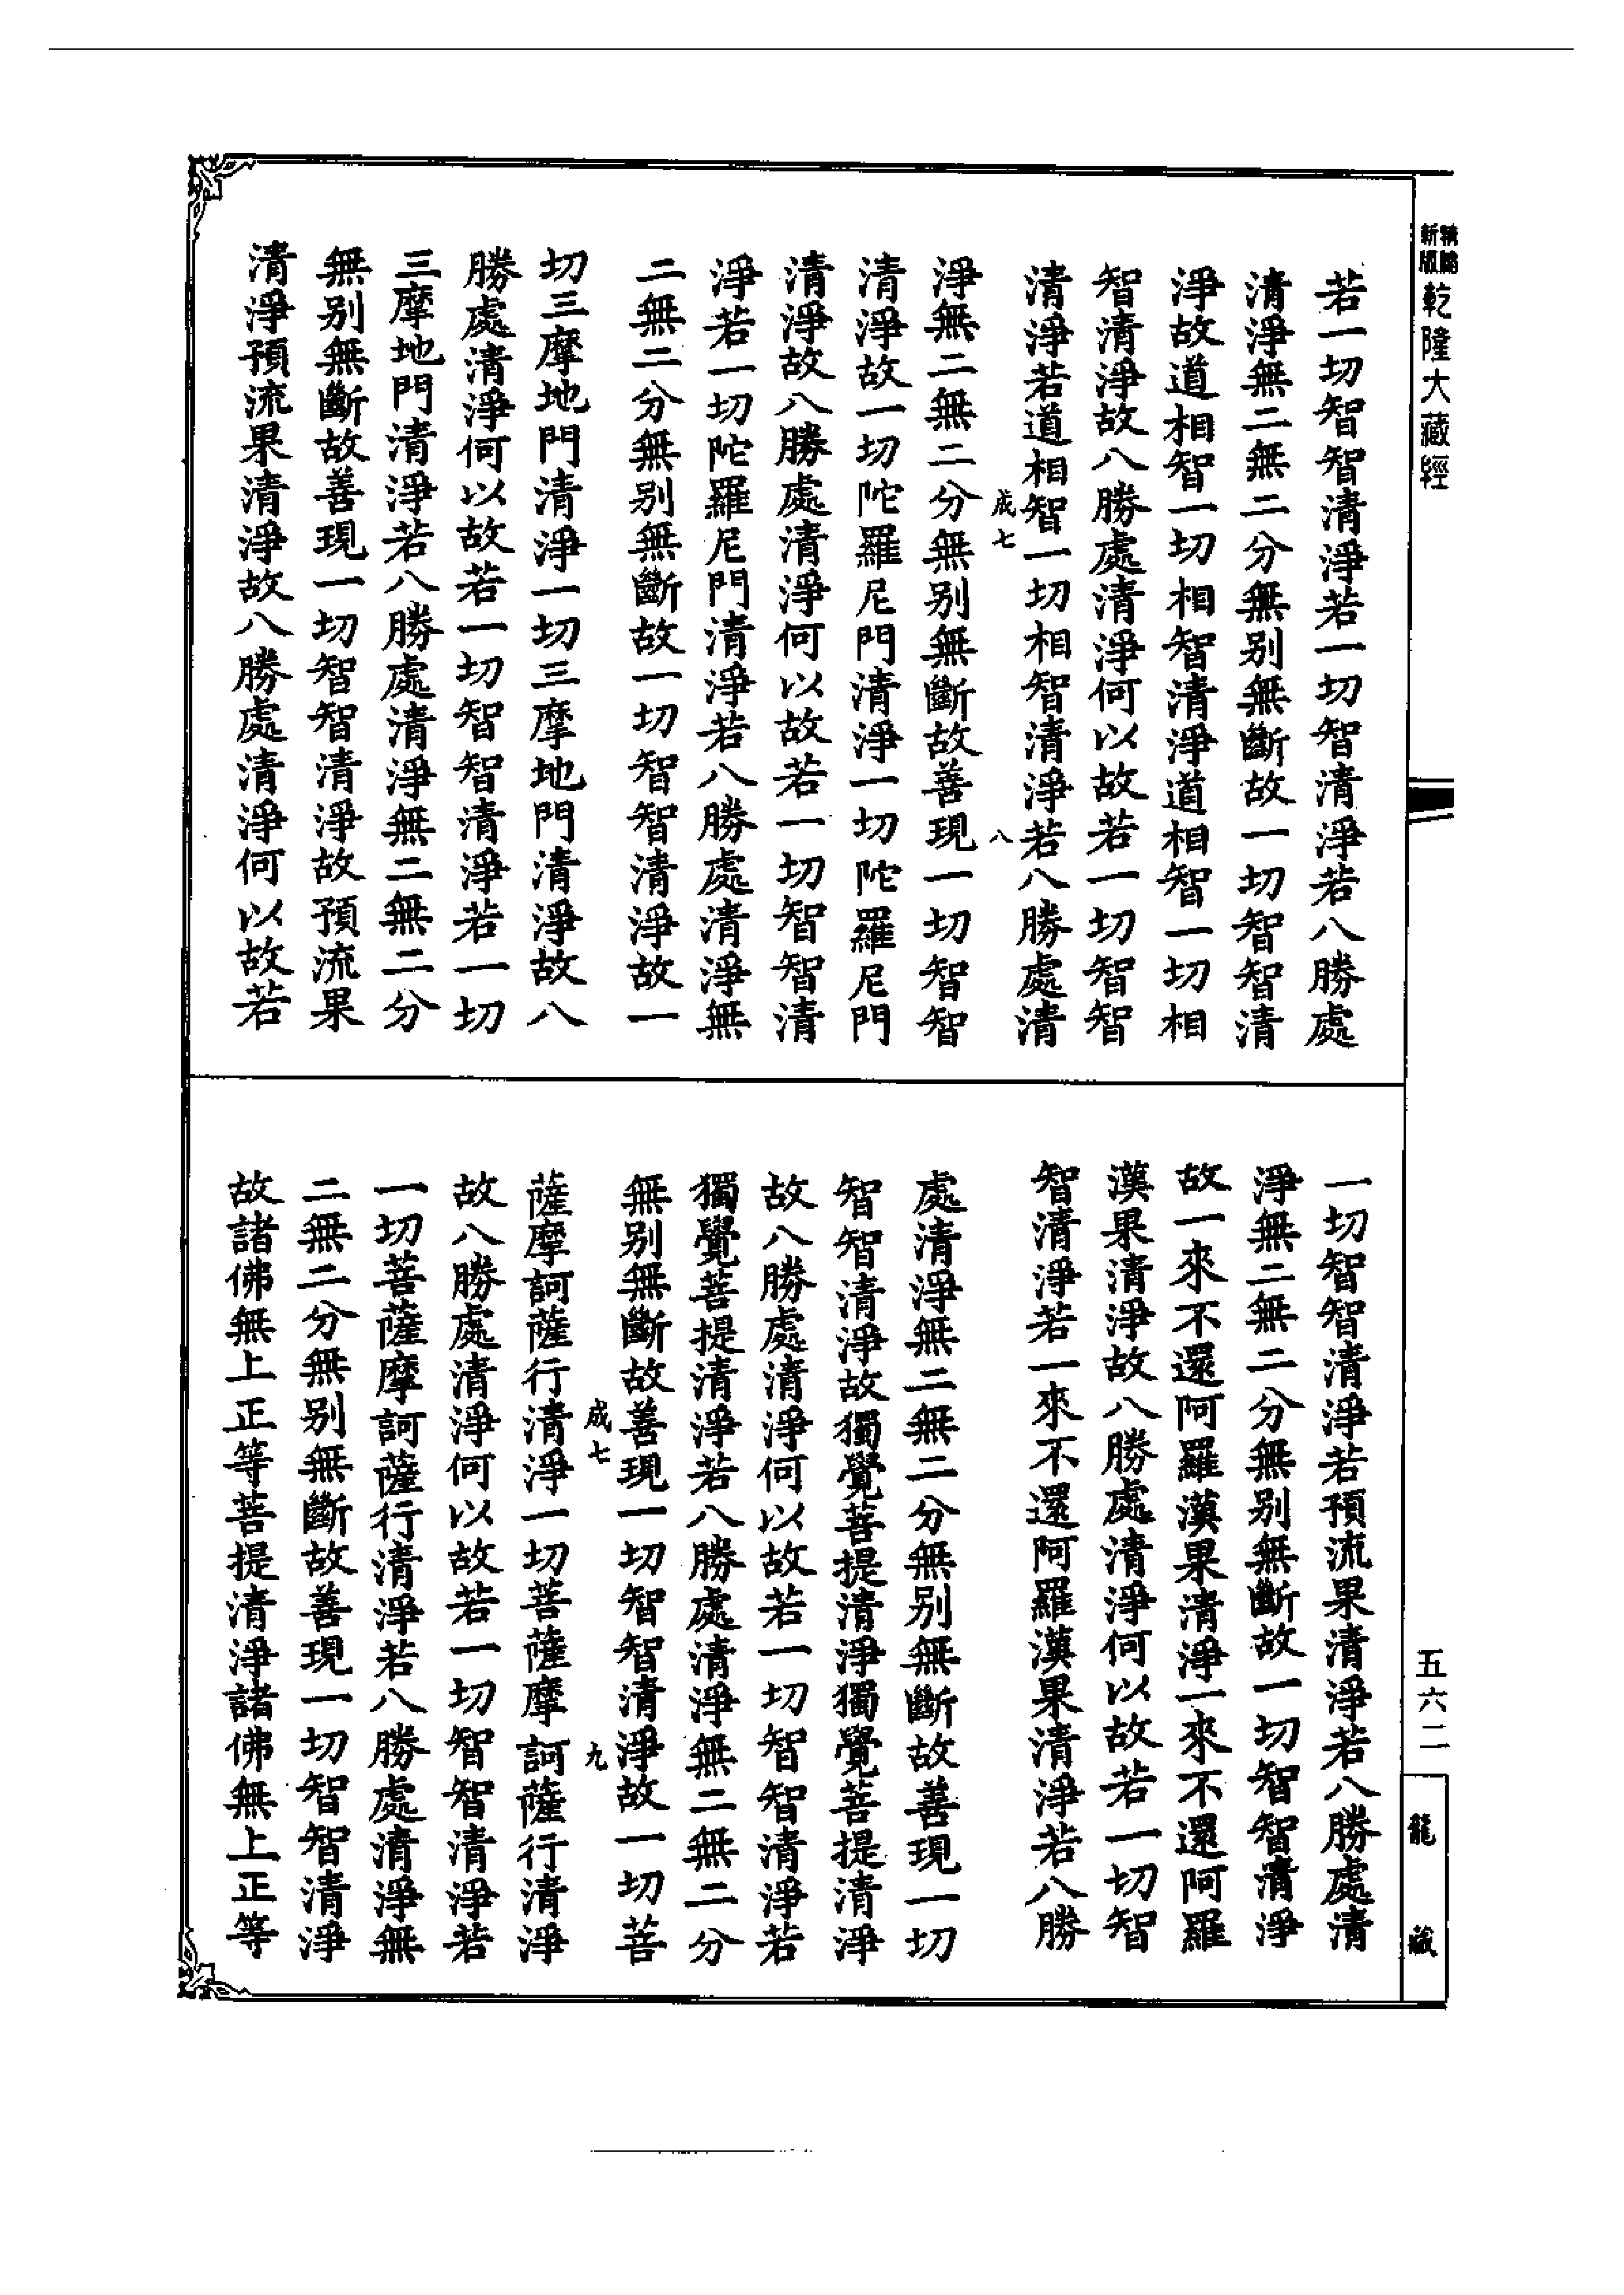 精縮
新版
乾隆大藏經
若一切智智清淨若一切智清淨若八勝處
清淨無二無二分無別無斷故一切智智清
淨故道相智一切相智清淨道相智一切相
智清淨故八勝處清淨何以故若一切智智
清淨若道相智一切相智清淨若八勝處清
成七 八
淨無二無二分無別無斷故善現一切智智
清淨故一切陀羅尼門清淨一切陀羅尼門
清淨故八勝處清淨何以故若一切智智清
淨若一切陀羅尼門清淨若八勝處清淨無
二無二分無別無斷故一切智智清淨故一
切三摩地門清淨一切三摩地門清淨故八
勝處清淨何以故若一切智智清淨若一切
三摩地門清淨若八勝處清淨無二無二分
無別無斷故善現一切智智清淨故預流果
清淨預流果清淨故八勝處清淨何以故若
一切智智清淨若預流果清淨若八勝處清
淨無二無二分無別無斷故一切智智清淨
故一來不還阿羅漢果清淨一來不還阿羅
漢果清淨故八勝處清淨何以故若一切智
智清淨若一來不還阿羅漢果清淨若八勝
處清淨無二無二分無別無斷故善現一切
智智清淨故獨覺菩提清淨獨覺菩提清淨
故八勝處清淨何以故若一切智智清淨若
獨覺菩提清淨若八勝處清淨無二無二分
無別無斷故善現一切智智清淨故一切菩
成七 九
薩摩訶薩行清淨一切菩薩摩訶薩行清淨
故八勝處清淨何以故若一切智智清淨若
一切菩薩摩訶薩行清淨若八勝處清淨無
二無二分無別無斷故善現一切智智清淨
故諸佛無上正等菩提清淨諸佛無上正等
五六二
龍藏